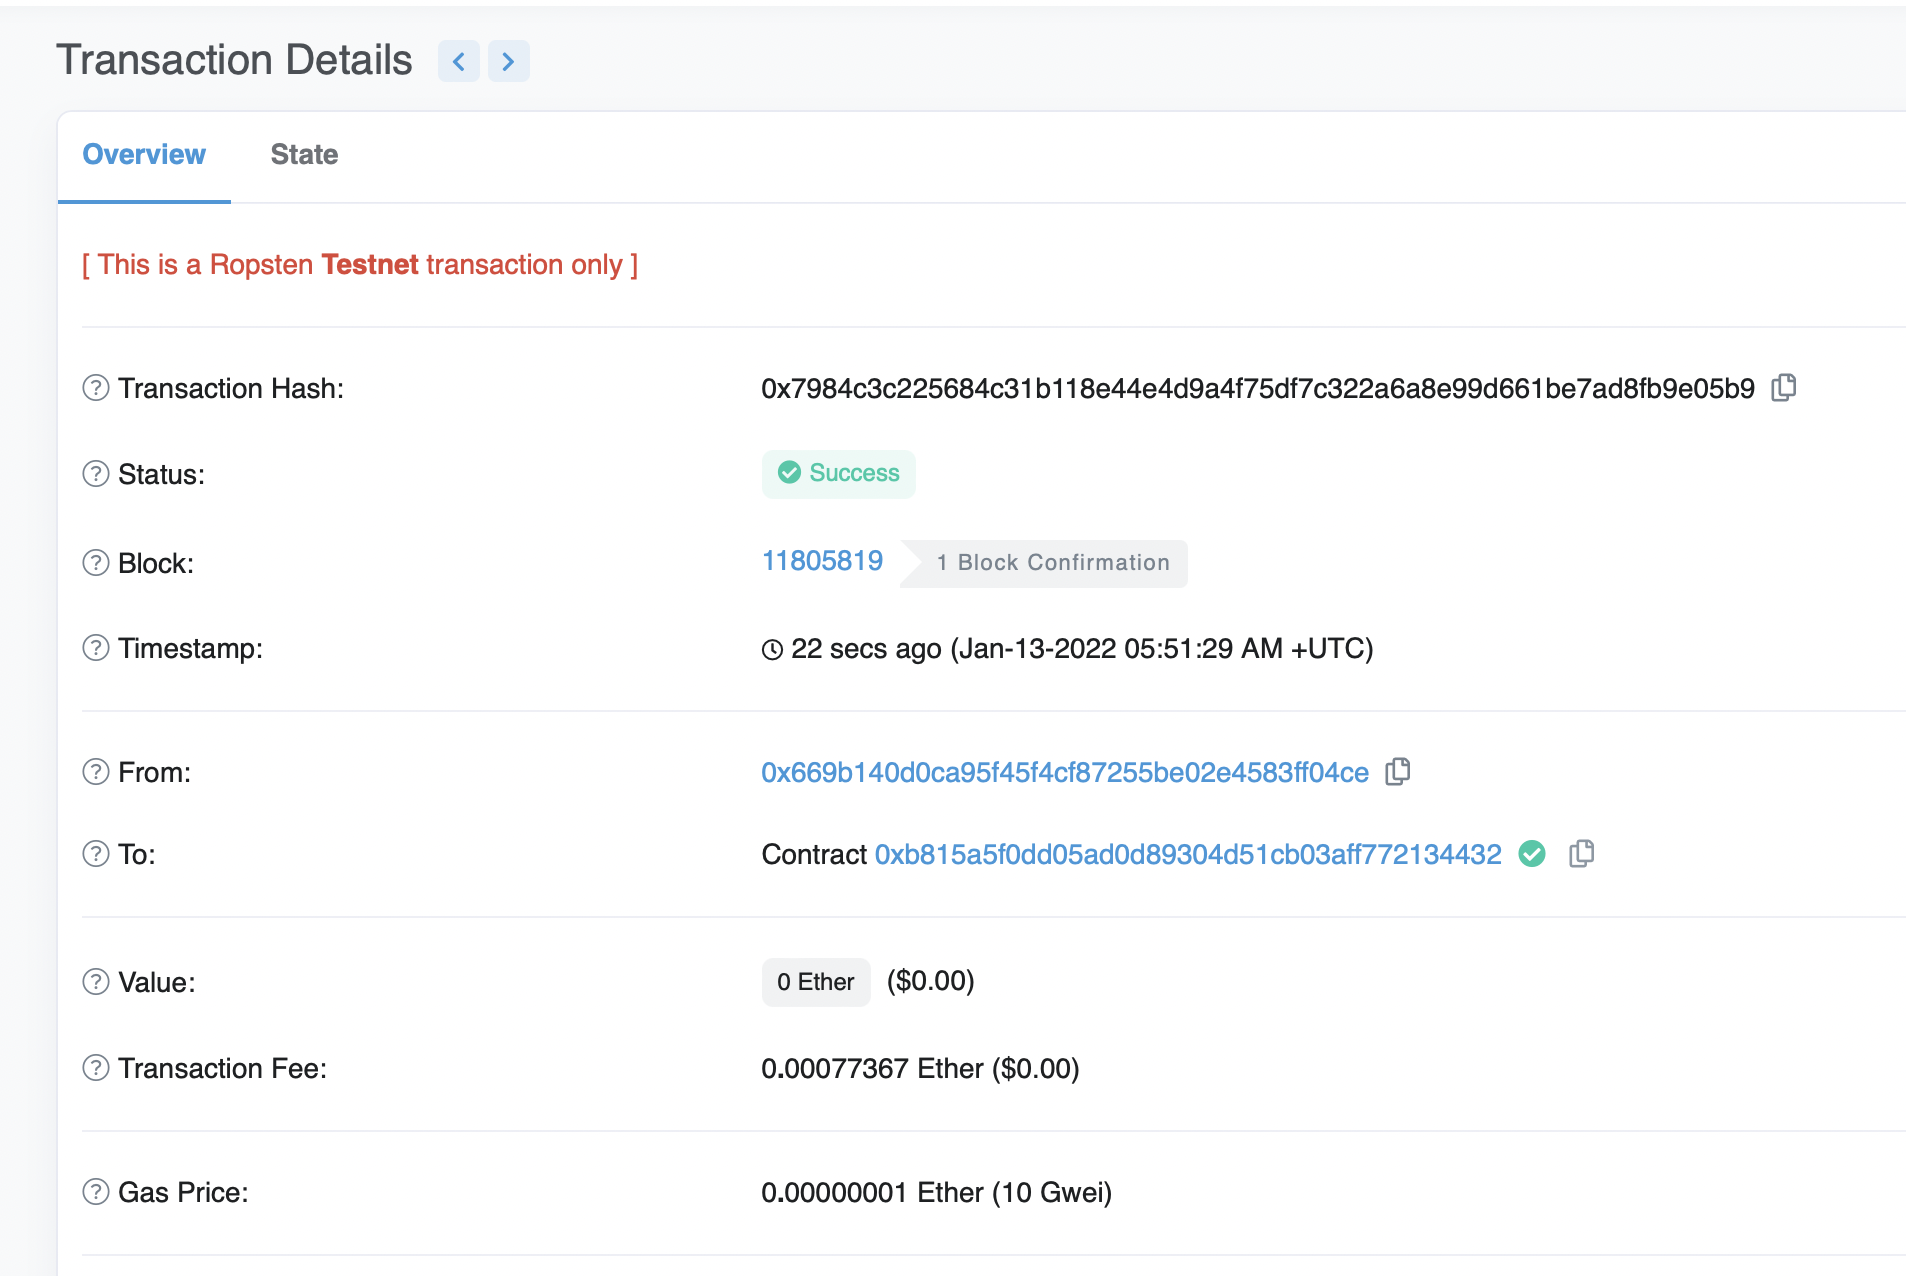 Transaction Details
Overview State
[ This is a Ropsten Testnet transaction only ]
Transaction Hash: 0x7984c3c225684c31b118e44e4d9a4f75df7c322a6a8e99d661be7ad8fb9e05b9
Status: Success
Block: 11805819 1 Block Confirmation
Timestamp: 22 secs ago (Jan-13-2022 05:51:29 AM +UTC)
From: 0x669b140d0ca95f45f4cf87255be02e4583ff04ce
To: Contract 0xb815a5f0dd05ad0d89304d51cb03aff772134432
Value: 0 Ether ($0.00)
Transaction Fee: 0.00077367 Ether ($0.00)
Gas Price: 0.00000001 Ether (10 Gwei)